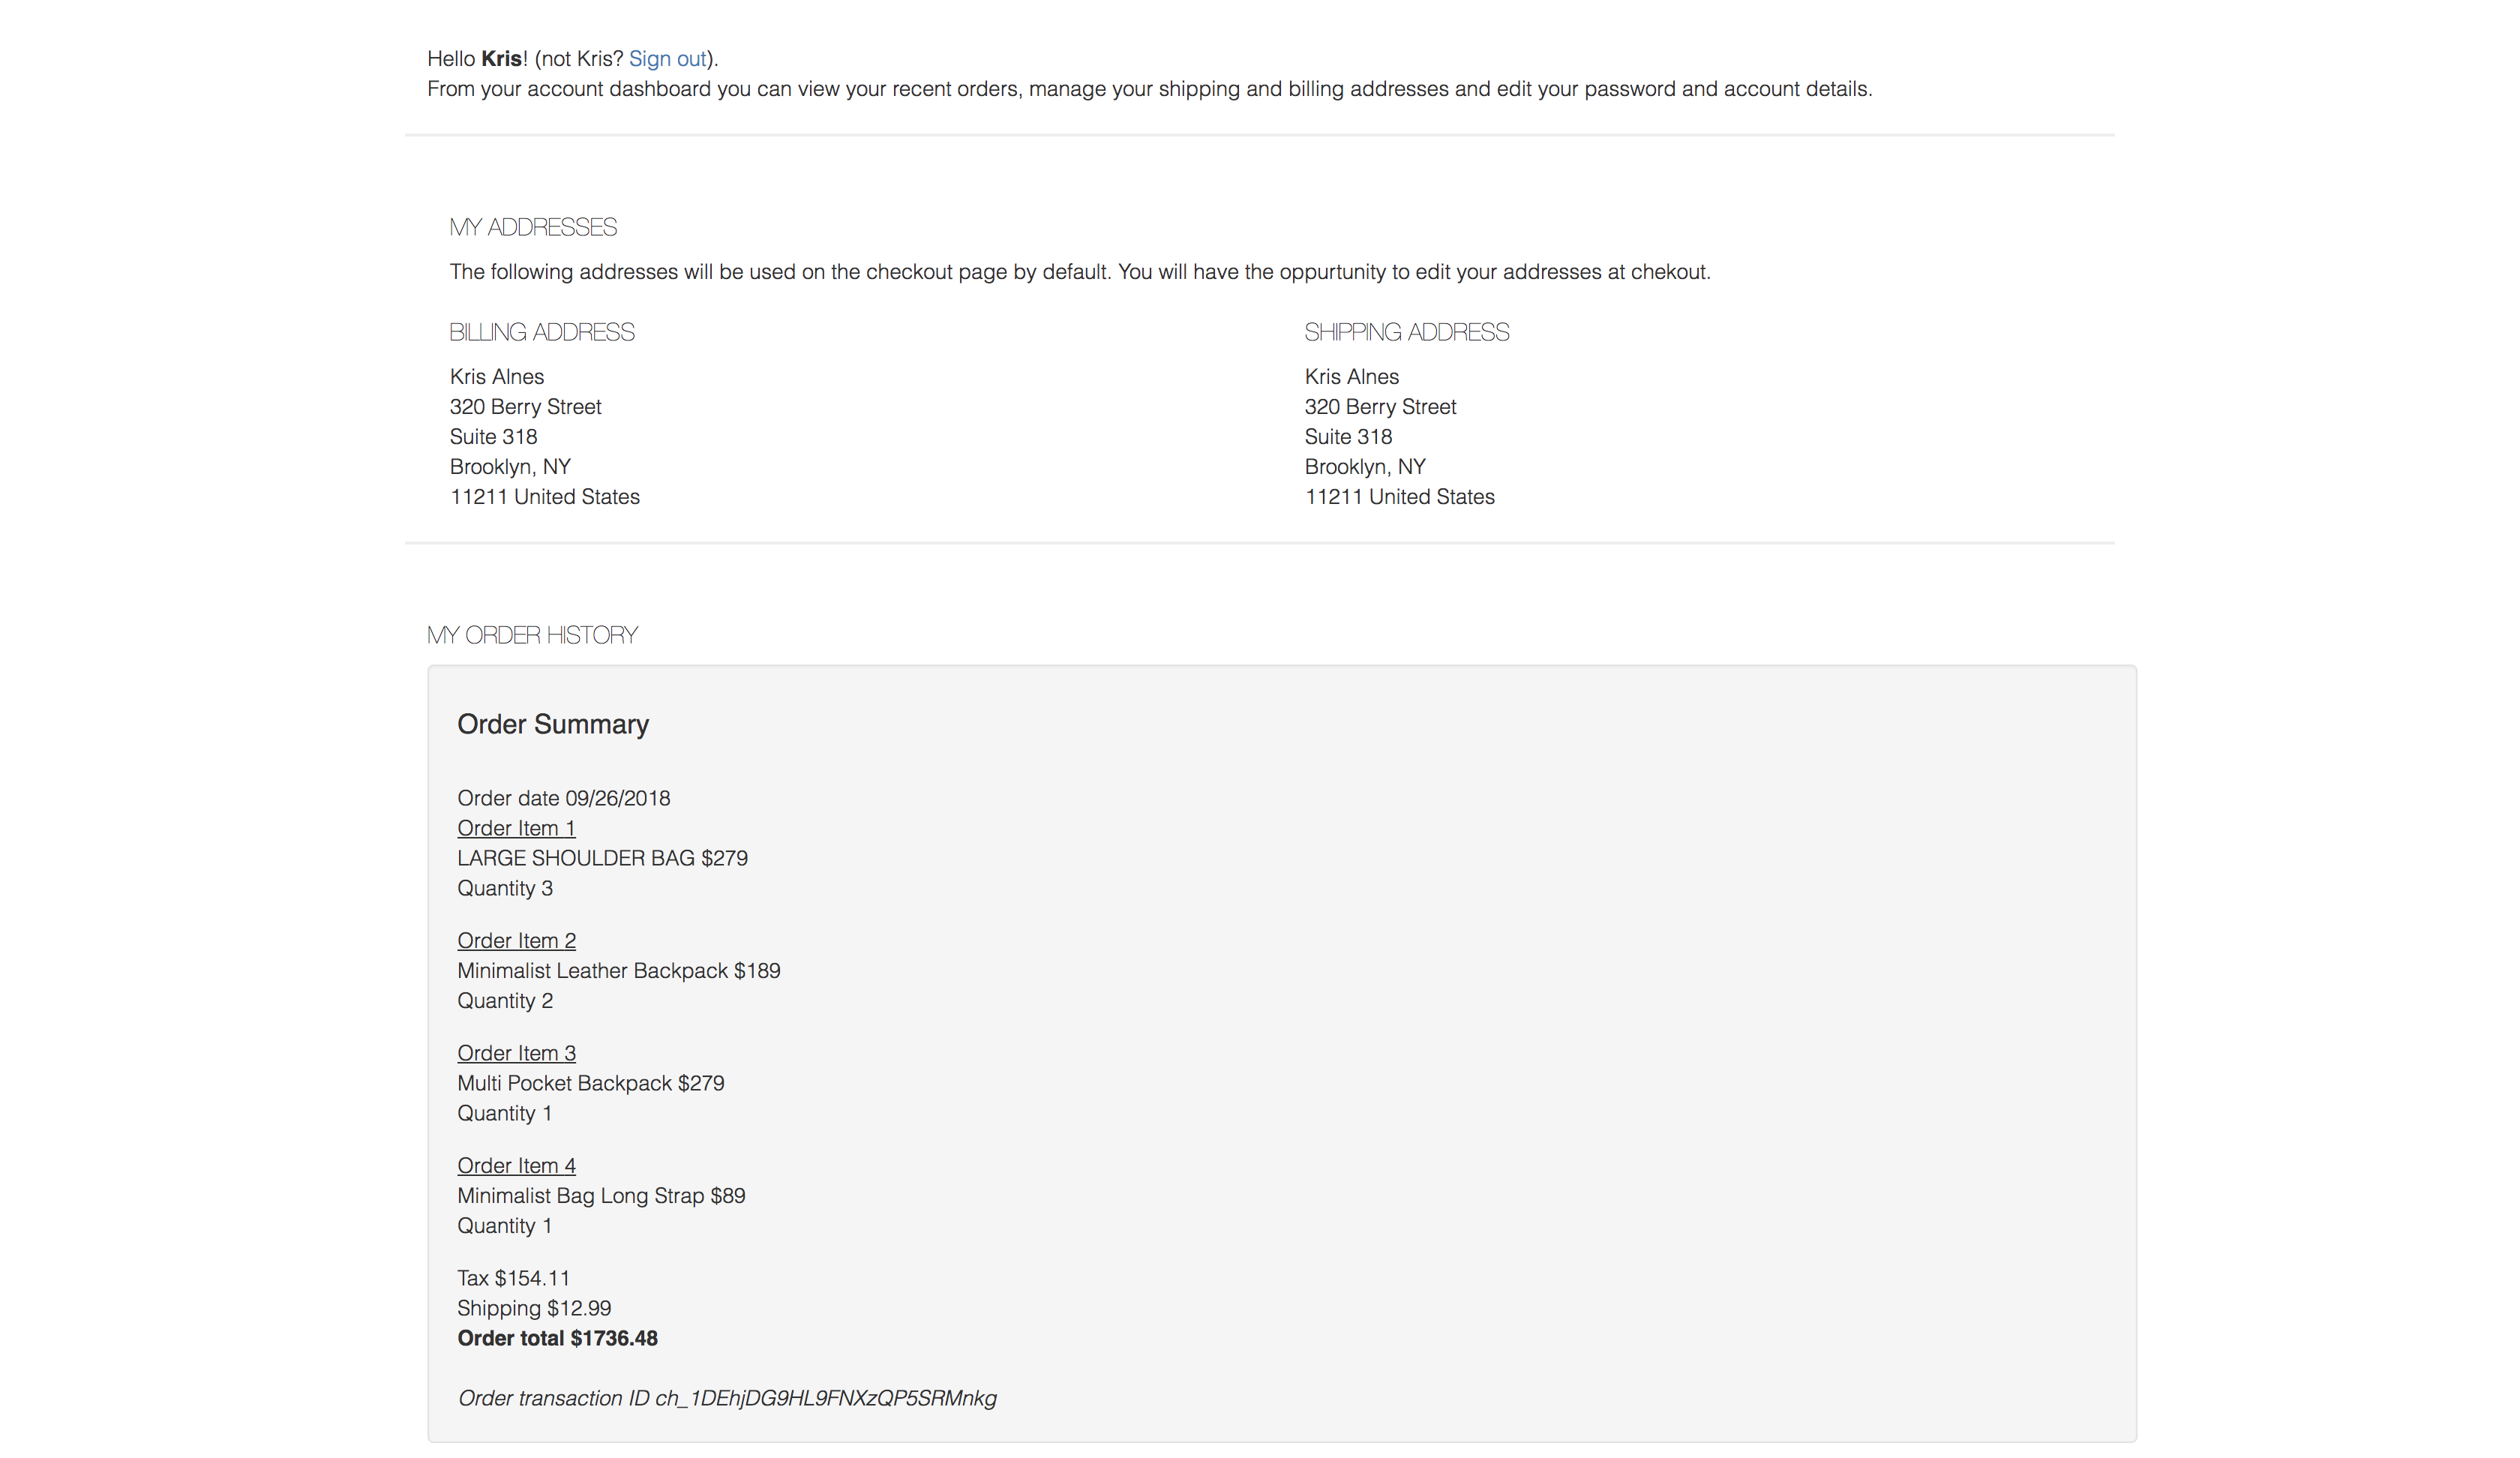 Hello Kris! (not Kris? Sign out).
From your account dashboard you can view your recent orders, manage your shipping and billing addresses and edit your password and account details.
MY ADDRESSES
The following addresses will be used on the checkout page by default. You will have the oppurtunity to edit your addresses at chekout.
BILLING ADDRESS
Kris Alnes
320 Berry Street
Suite 318
Brooklyn, NY
11211 United States
SHIPPING ADDRESS
Kris Alnes
320 Berry Street
Suite 318
Brooklyn, NY
11211 United States
MY ORDER HISTORY
Order Summary
Order date 09/26/2018
Order Item 1
LARGE SHOULDER BAG $279
Quantity 3
Order Item 2
Minimalist Leather Backpack $189
Quantity 2
Order Item 3
Multi Pocket Backpack $279
Quantity 1
Order Item 4
Minimalist Bag Long Strap $89
Quantity 1
Tax $154.11
Shipping $12.99
Order total $1736.48
Order transaction ID ch_1DEhjDG9HL9FNXzQP5SRMnkg